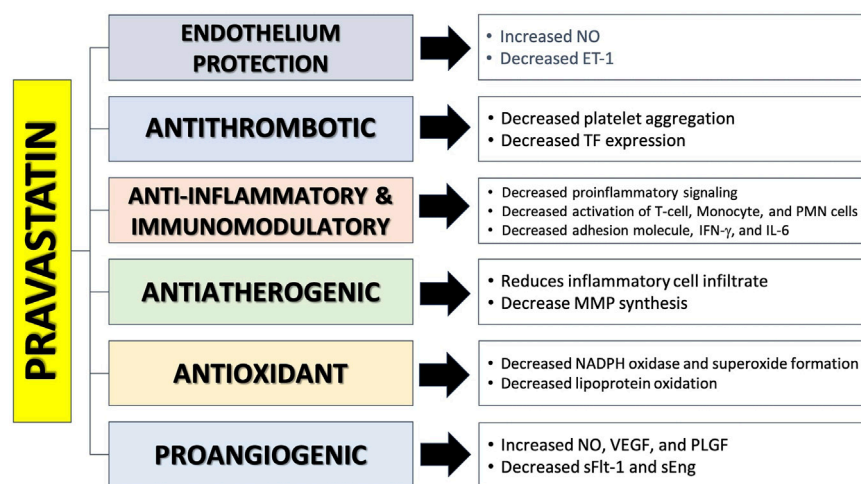 PRAVASTATIN
ENDOTHELIUM
PROTECTION
• Increased NO
• Decreased ET-1
ANTITHROMBOTIC
• Decreased platelet aggregation
• Decreased TF expression
ANTI-INFLAMMATORY &
IMMUNOMODULATORY
• Decreased proinflammatory signaling
• Decreased activation of T-cell, Monocyte, and PMN cells
• Decreased adhesion molecule, IFN-γ, and IL-6
ANTIATHEROGENIC
• Reduces inflammatory cell infiltrate
• Decrease MMP synthesis
ANTIOXIDANT
• Decreased NADPH oxidase and superoxide formation
• Decreased lipoprotein oxidation
PROANGIOGENIC
• Increased NO, VEGF, and PLGF
• Decreased sFlt-1 and sEng